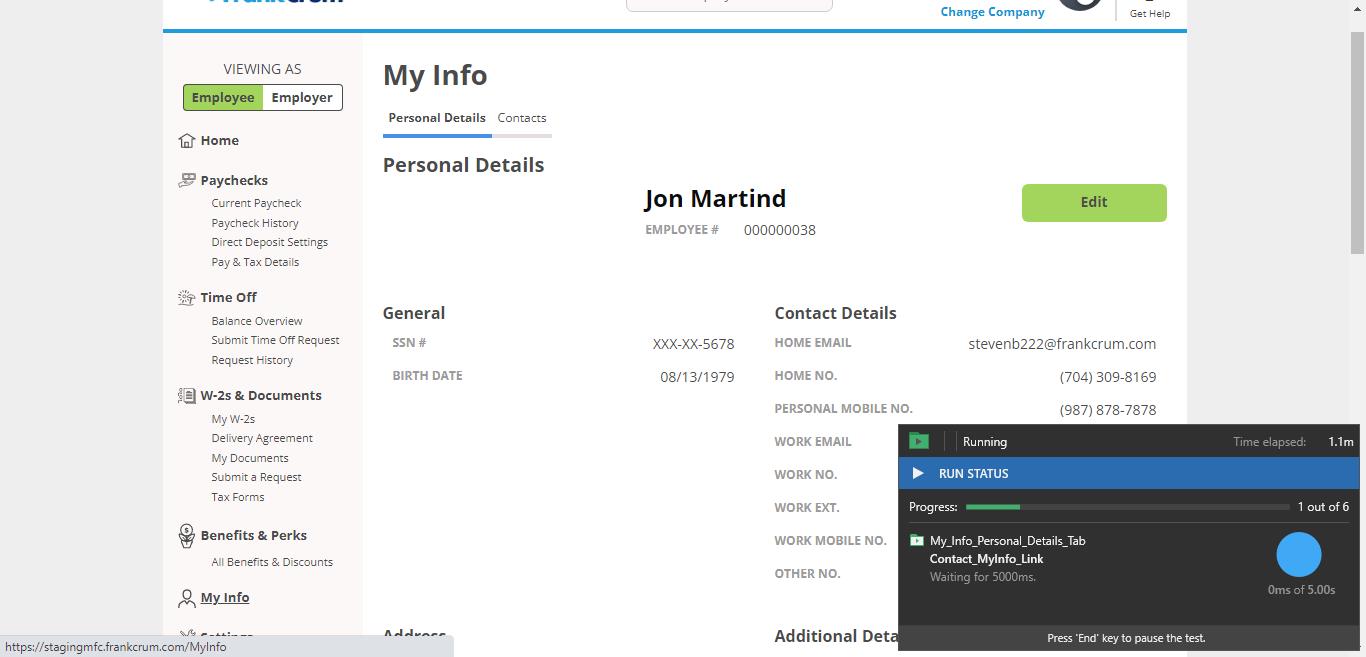 frankcrum
Change Company
Get Help
VIEWING AS
Employee Employer
Home
Paychecks
Current Paycheck
Paycheck History
Direct Deposit Settings
Pay & Tax Details
Time Off
Balance Overview
Submit Time Off Request
Request History
W-2s & Documents
My W-2s
Delivery Agreement
My Documents
Submit a Request
Tax Forms
Benefits & Perks
All Benefits & Discounts
My Info
Settings
https://stagingmfc.frankcrum.com/MyInfo
My Info
Personal Details Contacts
Personal Details
Jon Martind
Edit
EMPLOYEE # 000000038
General
SSN # XXX-XX-5678
BIRTH DATE 08/13/1979
Address
Contact Details
HOME EMAIL stevenb222@frankcrum.com
HOME NO. (704) 309-8169
PERSONAL MOBILE NO. (987) 878-7878
WORK EMAIL
WORK NO.
WORK EXT.
WORK MOBILE NO.
OTHER NO.
Additional Deta
Running Time elapsed: 1.1m
RUN STATUS
Progress: 1 out of 6
My_Info_Personal_Details_Tab
Contact_MyInfo_Link
Waiting for 5000ms.
0ms of 5.00s
Press 'End' key to pause the test.